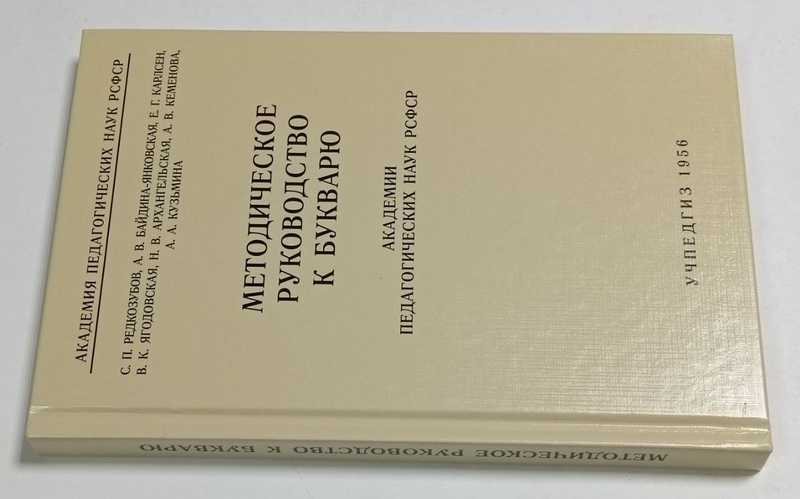 АКАДЕМИЯ ПЕДАГОГИЧЕСКИХ НАУК РСФСР
С. П. РЕДКОЗУБОВ, А. В. БАЙДИНА-ЯНКОВСКАЯ, Е. Г. КАРЛСЕН,
В. К. ЯГОДОВСКАЯ, Н. В. АРХАНГЕЛЬСКАЯ, А. В. КЕМЕНОВА,
А. А. КУЗЬМИНА
МЕТОДИЧЕСКОЕ
РУКОВОДСТВО
К БУКВАРЮ
АКАДЕМИИ
ПЕДАГОГИЧЕСКИХ НАУК РСФСР
УЧПЕДГИЗ 1956
МЕТОДИЧЕСКОЕ РУКОВОДСТВО К БУКВАРЮ